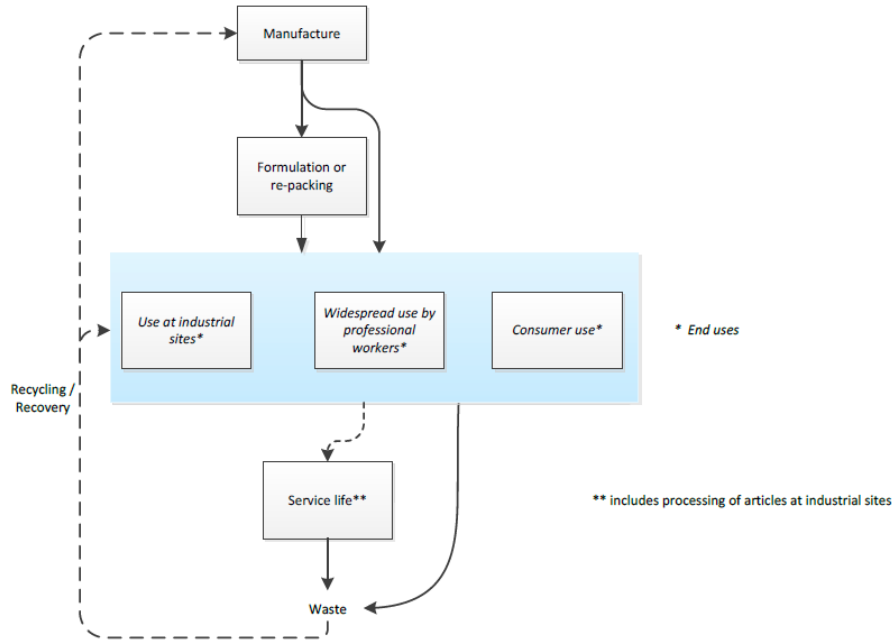 Manufacture
Formulation or
re-packing
Use at industrial
sites*
Widespread use by
professional
workers*
Consumer use*
* End uses
Recycling /
Recovery
Service life**
** includes processing of articles at industrial sites
Waste